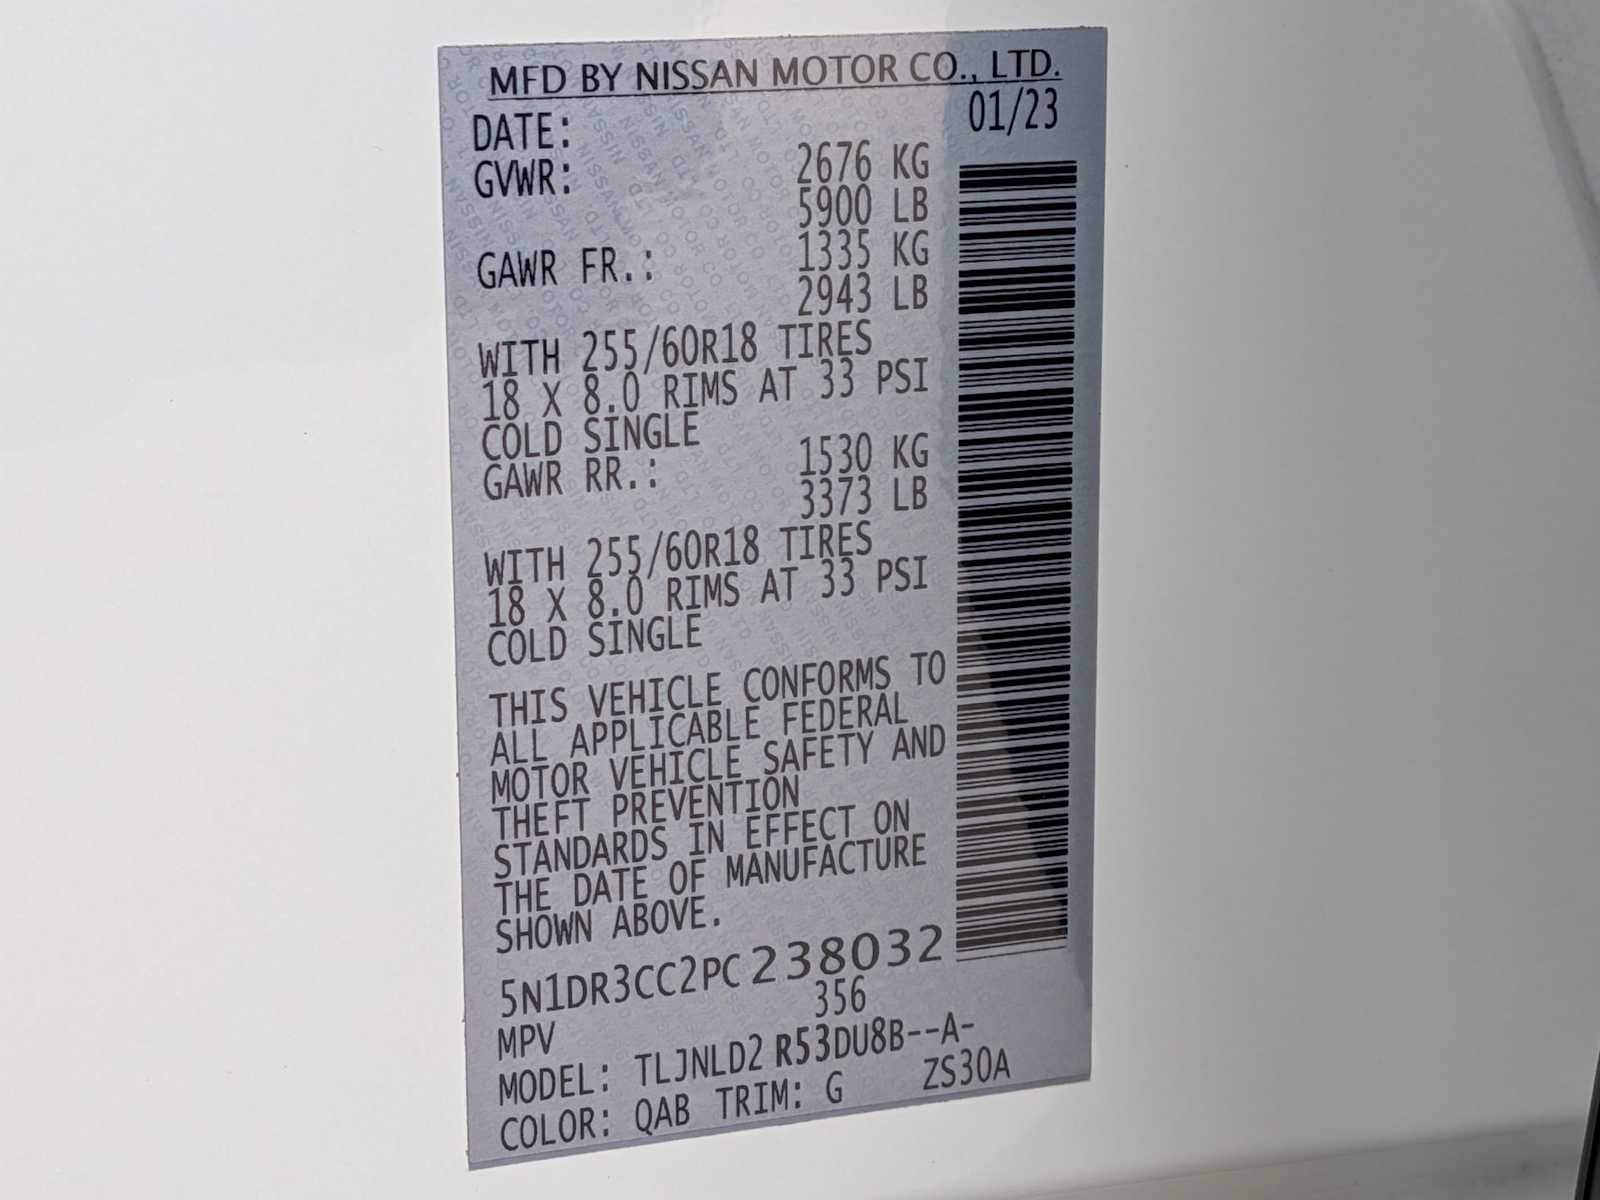 MFD BY NISSAN MOTOR CO., LTD.
DATE: 01/23
GVWR: 2676 KG
5900 LB
GAWR FR.: 1335 KG
2943 LB
WITH 255/60R18 TIRES
18 X 8.0 RIMS AT 33 PSI
COLD SINGLE
GAWR RR.: 1530 KG
3373 LB
WITH 255/60R18 TIRES
18 X 8.0 RIMS AT 33 PSI
COLD SINGLE
THIS VEHICLE CONFORMS TO
ALL APPLICABLE FEDERAL
MOTOR VEHICLE SAFETY AND
THEFT PREVENTION
STANDARDS IN EFFECT ON
THE DATE OF MANUFACTURE
SHOWN ABOVE.
5N1DR3CC2PC238032
MPV 356
MODEL: TLJNLD2 R53DU8B--A-
COLOR: QAB TRIM: G ZS30A